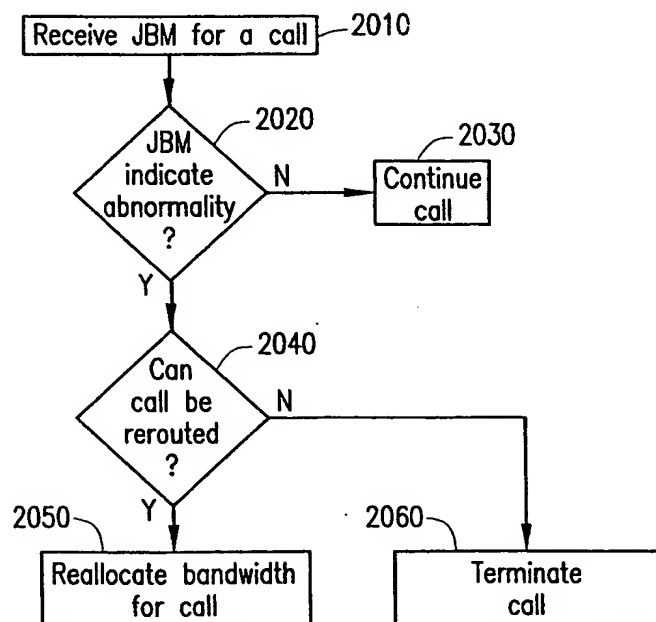 Receive JBM for a call
2010
2020
JBM
indicate
abnormality
?
N
Y
2030
Continue
call
2040
Can
call be
rerouted
?
N
Y
2050
Reallocate bandwidth
for call
2060
Terminate
call